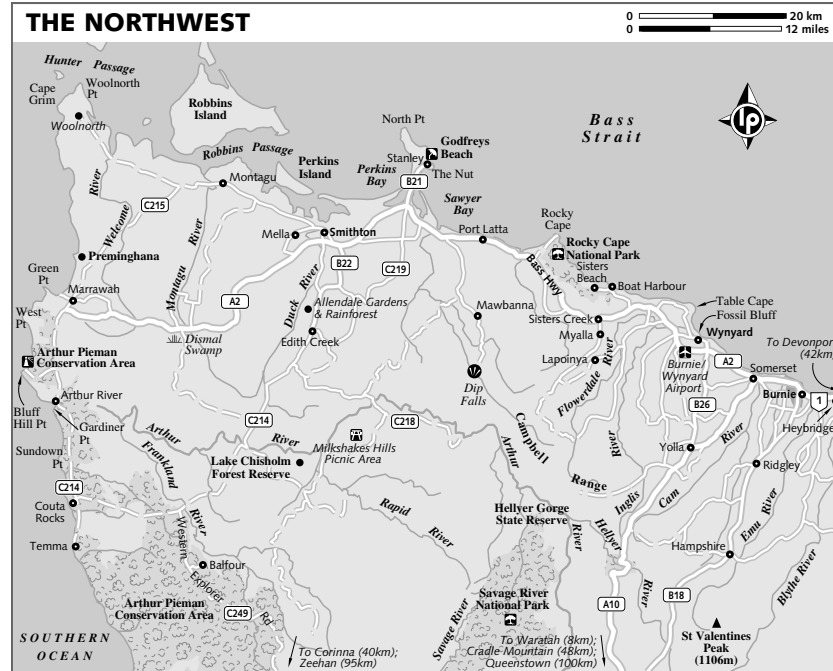 THE NORTHWEST
0 20 km
0 12 miles
Hunter Passage
Cape
Grim
Woolnorth
Pt
Woolnorth
Robbins
Island
North Pt
Bass
Strait
lp
Godfreys
Beach
Robbins Passage
Perkins
Island
Perkins
Bay
Stanley
The Nut
B21
Montagu
Sawyer
Bay
C215
Welcome
River
Montagu
River
Mella
Smithton
Port Latta
Rocky
Cape
Rocky Cape
National Park
Preminghana
B22
C219
Bass Hwy
Sisters
Beach
Boat Harbour
Green Pt
Marrawah
A2
Duck
River
Allendale Gardens
& Rainforest
Mawbanna
Table Cape
Fossil Bluff
West
Pt
Dismal
Swamp
Edith Creek
Sisters Creek
Myalla
Wynyard
Arthur Pieman
Conservation Area
Lapoinya
Burnie/
Wynyard
Airport
A2
To Devonport
(42km)
Dip
Falls
Flowerdale
River
Somerset
Burnie
1
Heybridge
Bluff
Hill Pt
Arthur River
Gardiner
Pt
C214
C218
B26
Arthur
River
Milkshakes Hills
Picnic Area
Campbell
Range
Arthur
River
River
Sundown
Pt
Frankland
River
Lake Chisholm
Forest Reserve
Yolla
Ridgley
C214
Couta
Rocks
Rapid
River
Hellyer Gorge
State Reserve
Inglis
Cam
River
Emu River
Hellyer
River
Temma
Western
Explorer
Rd
Balfour
Hampshire
Blythe River
Arthur Pieman
Conservation Area
C249
Savage River
Savage River
National Park
A10
B18
St Valentines
Peak
(1106m)
SOUTHERN
OCEAN
To Corinna (40km);
Zeehan (95km)
To Waratah (8km);
Cradle Mountain (48km);
Queenstown (100km)